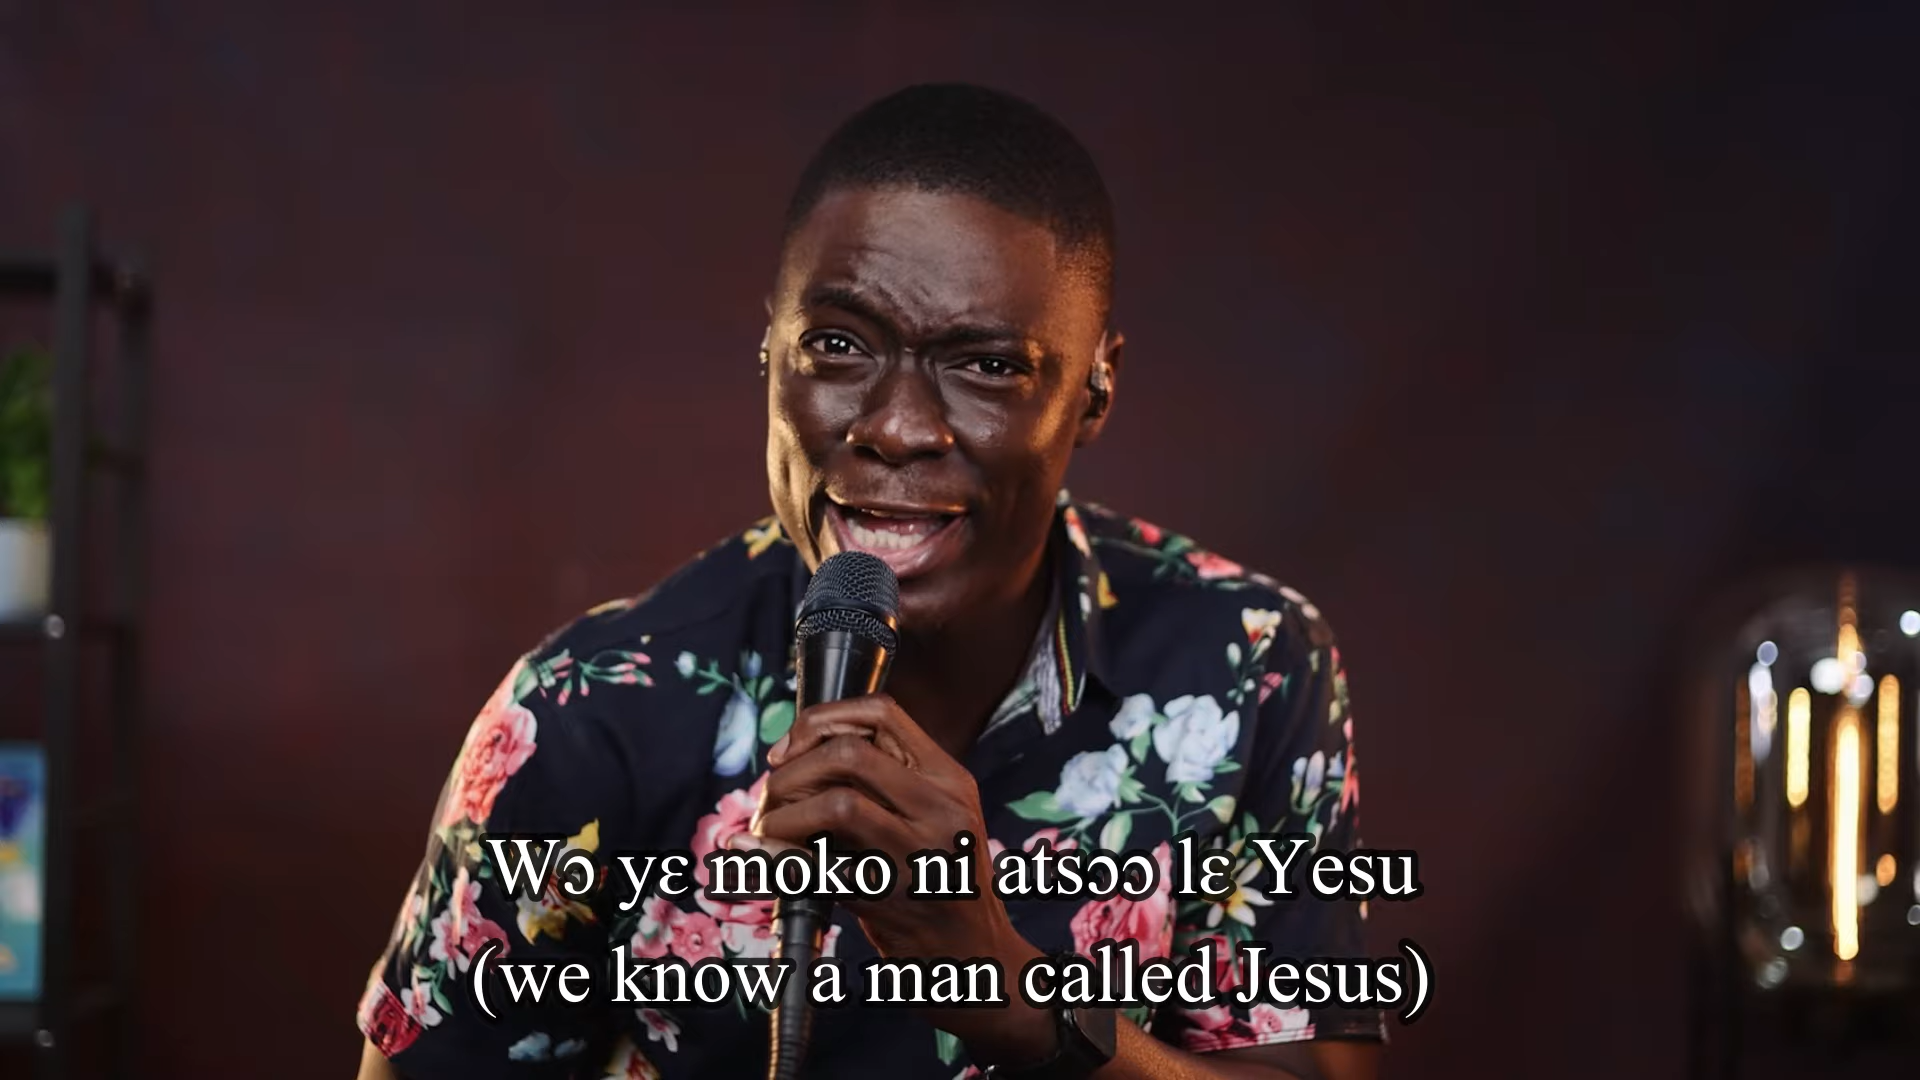 Wɔ yɛ moko ni atsɔɔ lɛ Yesu
(we know a man called Jesus)